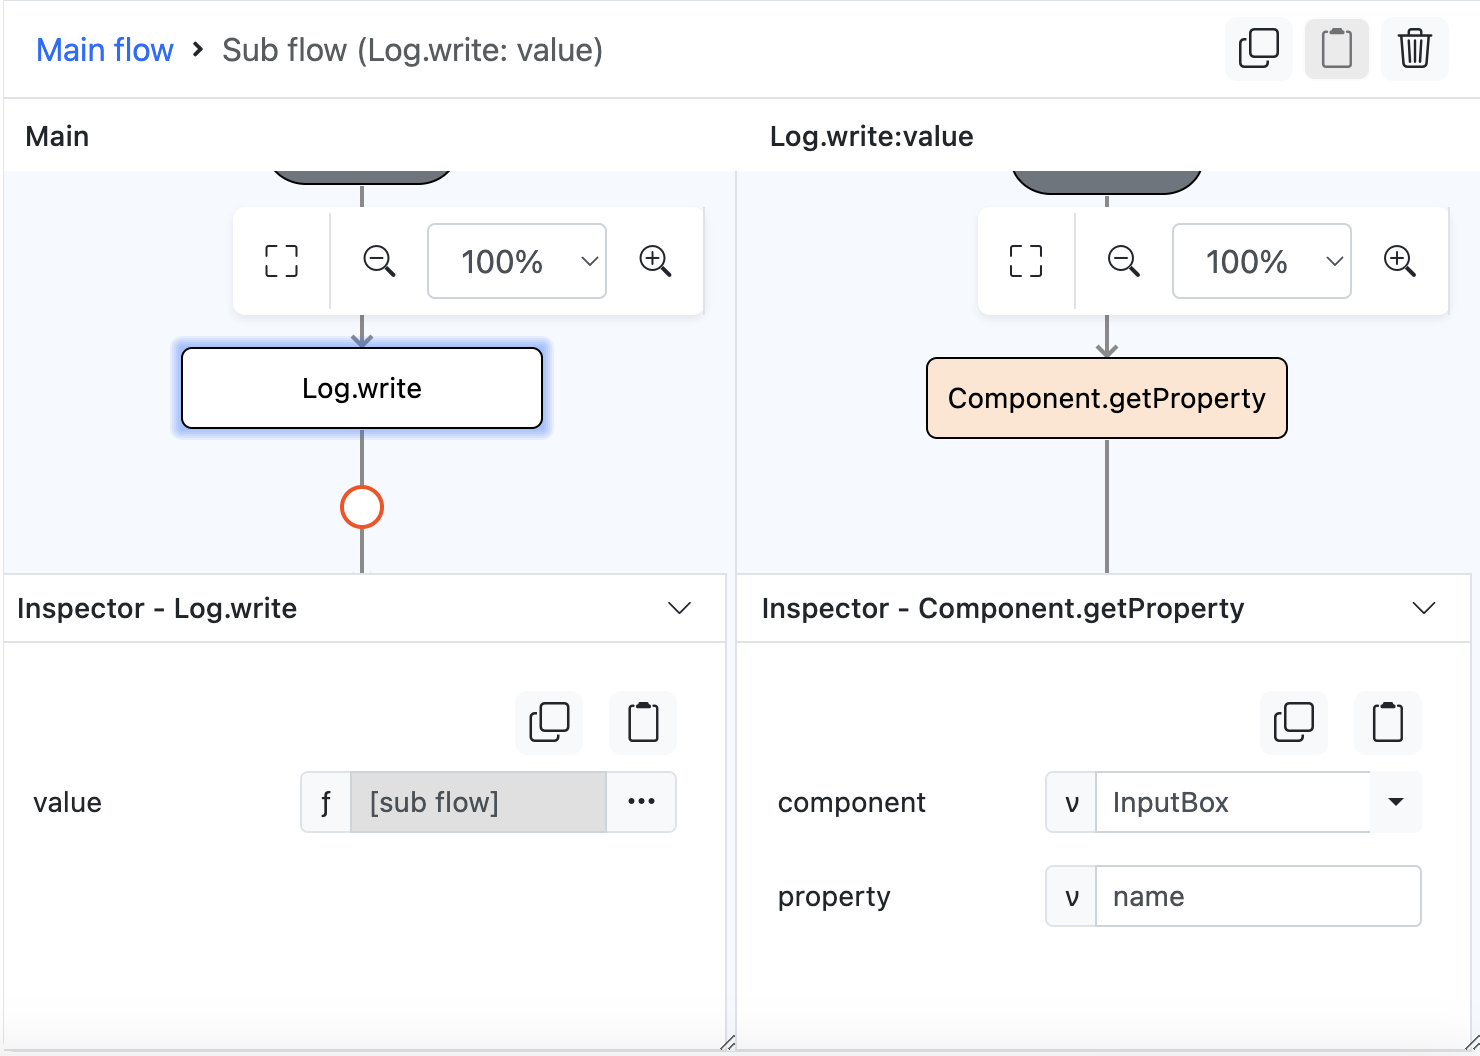 Main flow › Sub flow (Log.write: value)
Main
Log.write:value
100%
100%
Log.write
Component.getProperty
Inspector - Log.write
Inspector - Component.getProperty
value ƒ [sub flow] •••
component ν InputBox
property ν name